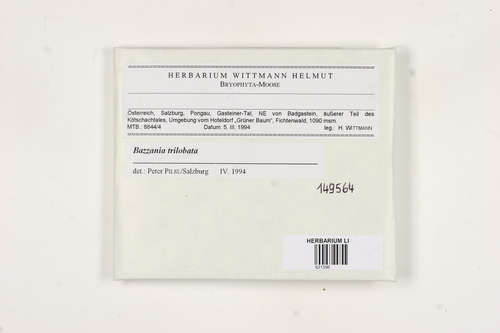 HERBARIUM WITTMANN HELMUT
BRYOPHYTA-MOOSE
Österreich, Salzburg, Pongau, Gasteiner-Tal, NE von Badgastein, äußerer Teil des
Kötschachtales, Umgebung vom Hoteldorf „Grüner Baum", Fichtenwald, 1090 msm.
MTB.: 8844/4 Datum: 5. III. 1994 leg.: H. WITTMANN
Bazzania trilobata
det.: Peter PILSL/Salzburg IV. 1994
149564
HERBARIUM LI
631096